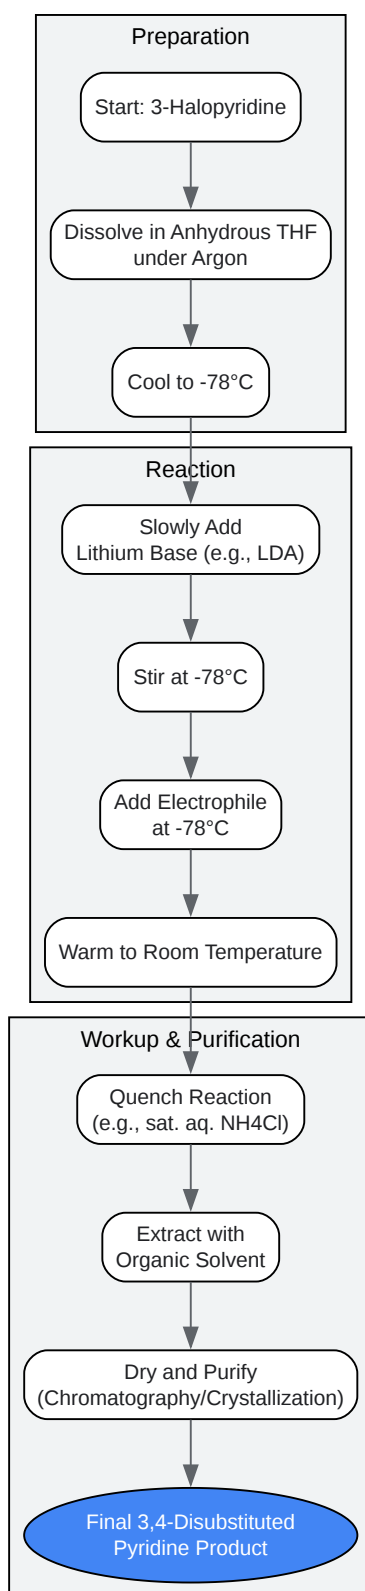 Preparation
Start: 3-Halopyridine
Dissolve in Anhydrous THF
under Argon
Cool to -78°C
Reaction
Slowly Add
Lithium Base (e.g., LDA)
Stir at -78°C
Add Electrophile
at -78°C
Warm to Room Temperature
Workup & Purification
Quench Reaction
(e.g., sat. aq. NH4Cl)
Extract with
Organic Solvent
Dry and Purify
(Chromatography/Crystallization)
Final 3,4-Disubstituted
Pyridine Product